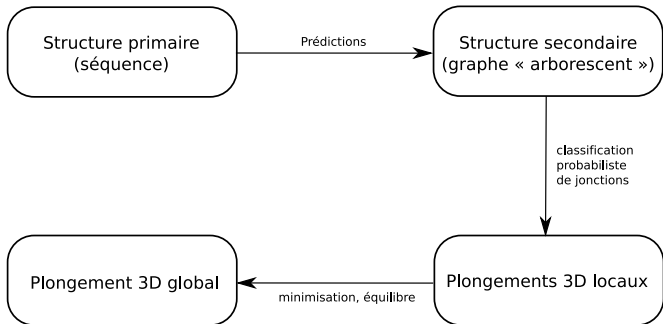 Structure primaire
(séquence)
Prédictions
Structure secondaire
(graphe « arborescent »)
classification
probabiliste
de jonctions
Plongement 3D global
minimisation, équilibre
Plongements 3D locaux